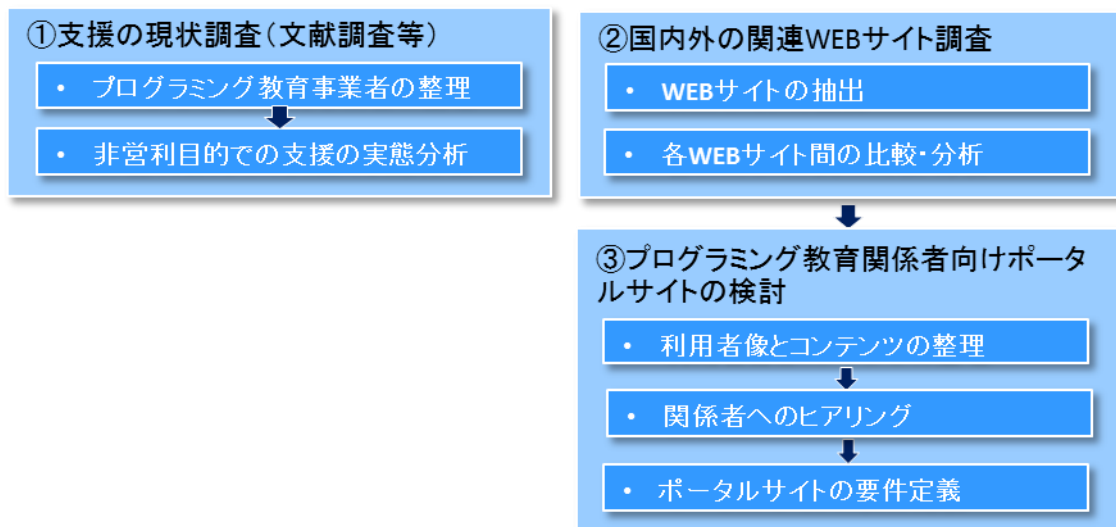 ①支援の現状調査（文献調査等）
• プログラミング教育事業者の整理
• 非営利目的での支援の実態分析
②国内外の関連WEBサイト調査
• WEBサイトの抽出
• 各WEBサイト間の比較・分析
③プログラミング教育関係者向けポータ
ルサイトの検討
• 利用者像とコンテンツの整理
• 関係者へのヒアリング
• ポータルサイトの要件定義